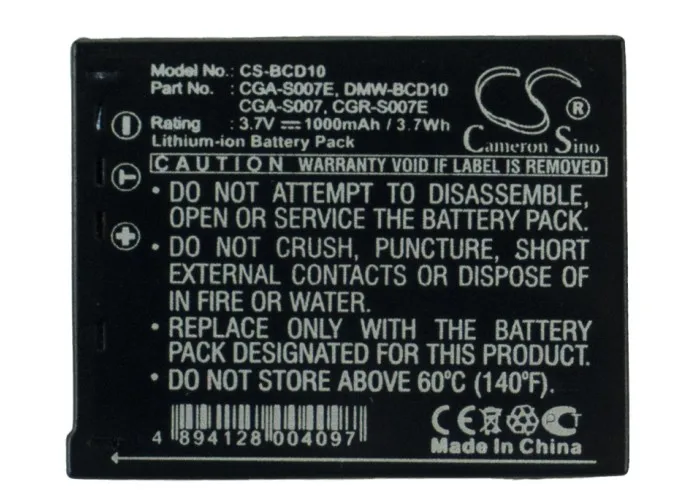 Model No.: CS-BCD10
Part No. : CGA-S007E, DMW-BCD10
CGA-S007, CGR-S007E
Rating : 3.7V ⎓ 1000mAh / 3.7Wh
Lithium-ion Battery Pack
CS ®
Cameron Sino
CAUTION WARRANTY VOID IF LABEL IS REMOVED
T
• DO NOT ATTEMPT TO DISASSEMBLE,
OPEN OR SERVICE THE BATTERY PACK.
• DO NOT CRUSH, PUNCTURE, SHORT
EXTERNAL CONTACTS OR DISPOSE OF
IN FIRE OR WATER.
• REPLACE ONLY WITH THE BATTERY
PACK DESIGNATED FOR THIS PRODUCT.
• DO NOT STORE ABOVE 60ºC (140ºF).
4 894128 004097
CE
Made In China